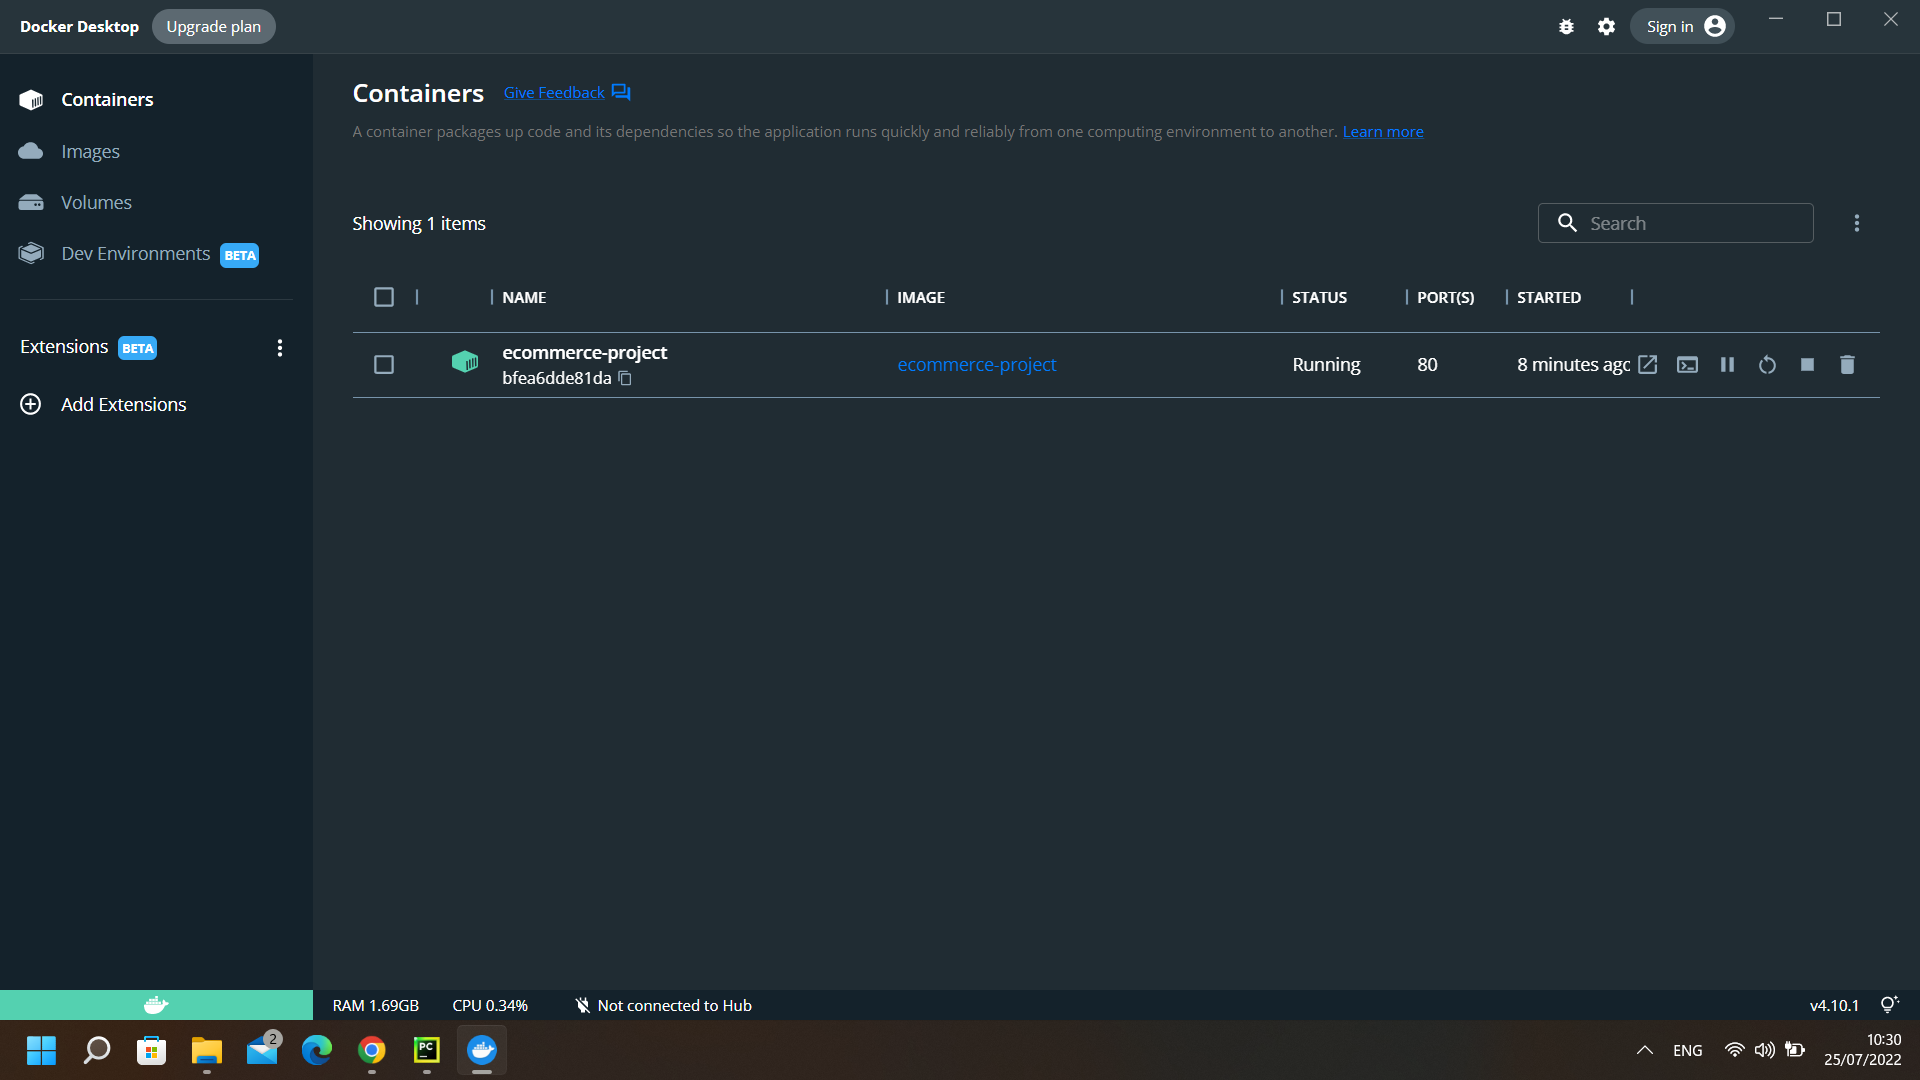 Docker Desktop Upgrade plan Sign in
Containers
Images
Volumes
Dev Environments BETA
Extensions BETA
Add Extensions
Containers Give Feedback
A container packages up code and its dependencies so the application runs quickly and reliably from one computing environment to another. Learn more
Showing 1 items Search
NAME IMAGE STATUS PORT(S) STARTED
ecommerce-project
bfea6dde81da
ecommerce-project Running 80 8 minutes ago
RAM 1.69GB CPU 0.34% Not connected to Hub v4.10.1
2
PC
ENG
10:30
25/07/2022